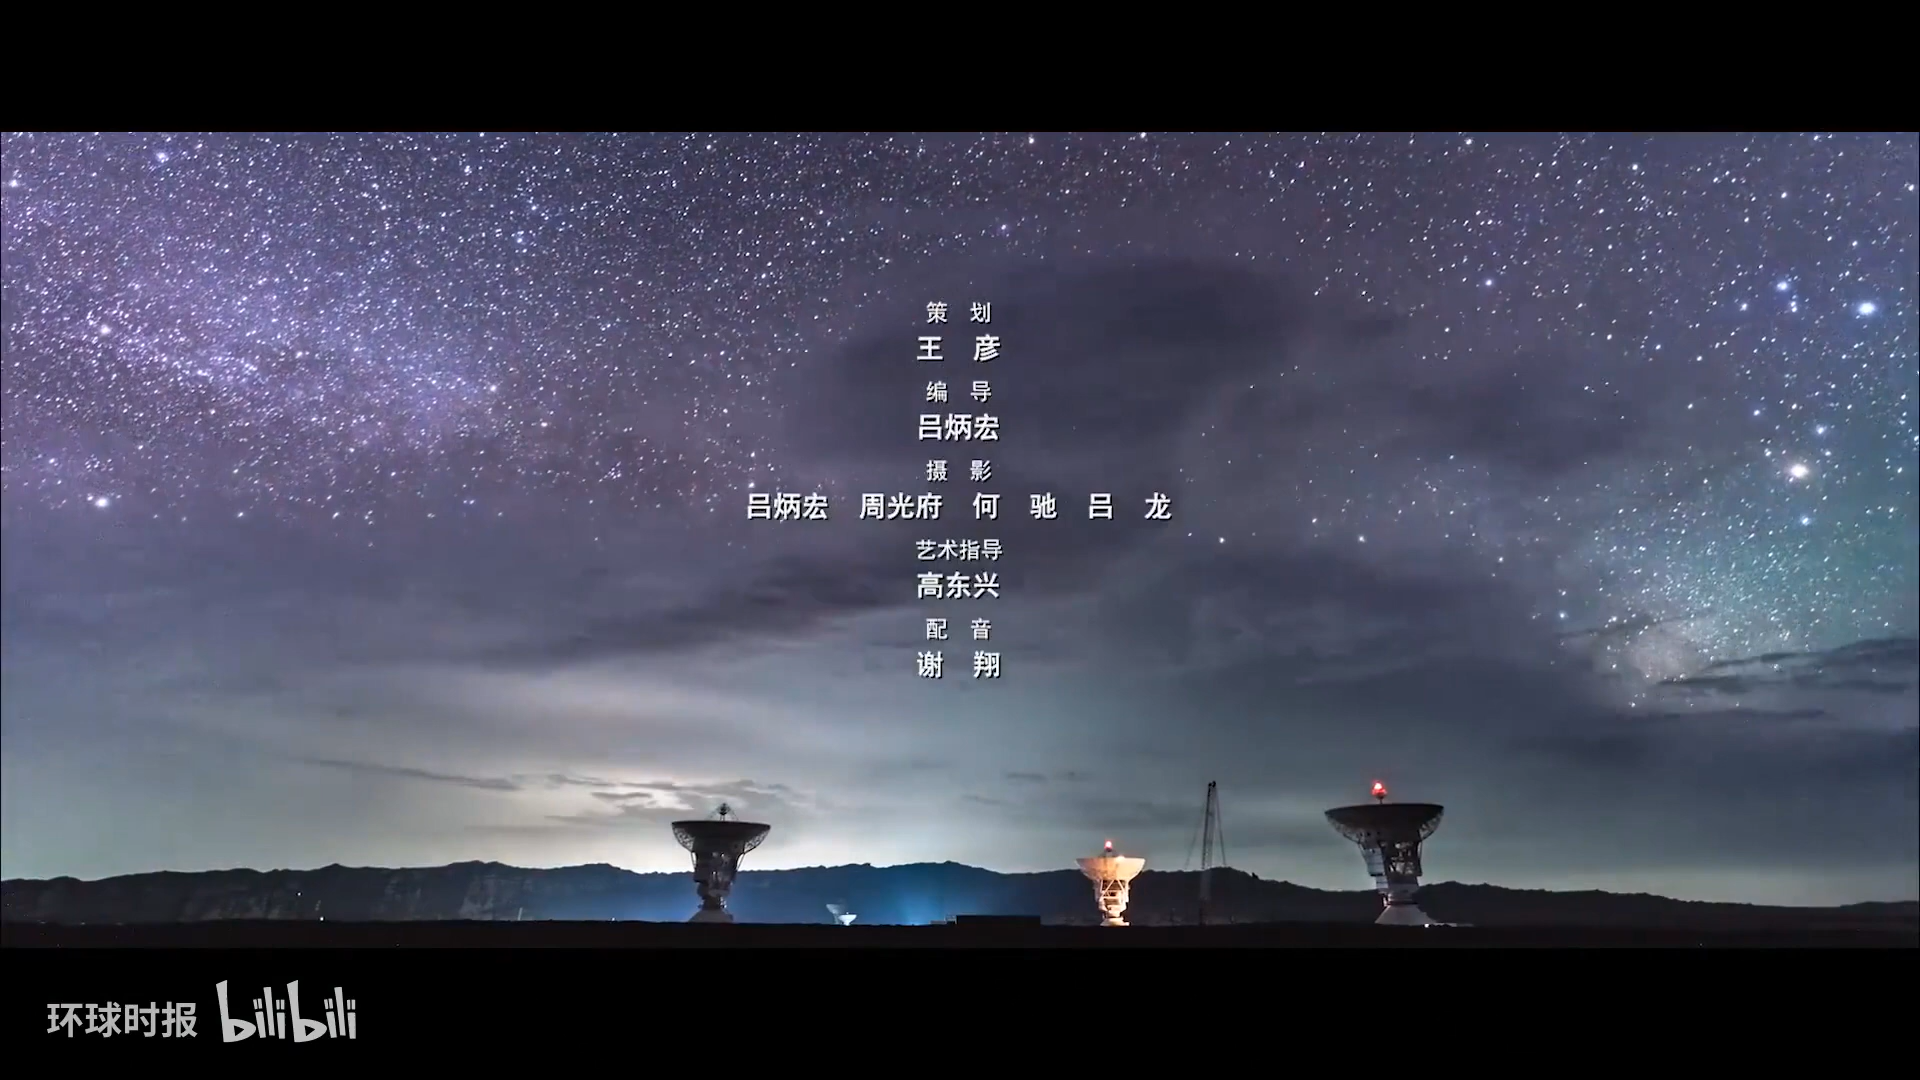 策 划
王 彦
编 导
吕炳宏
摄 影
吕炳宏 周光府 何 驰 吕 龙
艺术指导
高东兴
配 音
谢 翔
环球时报 bilibili